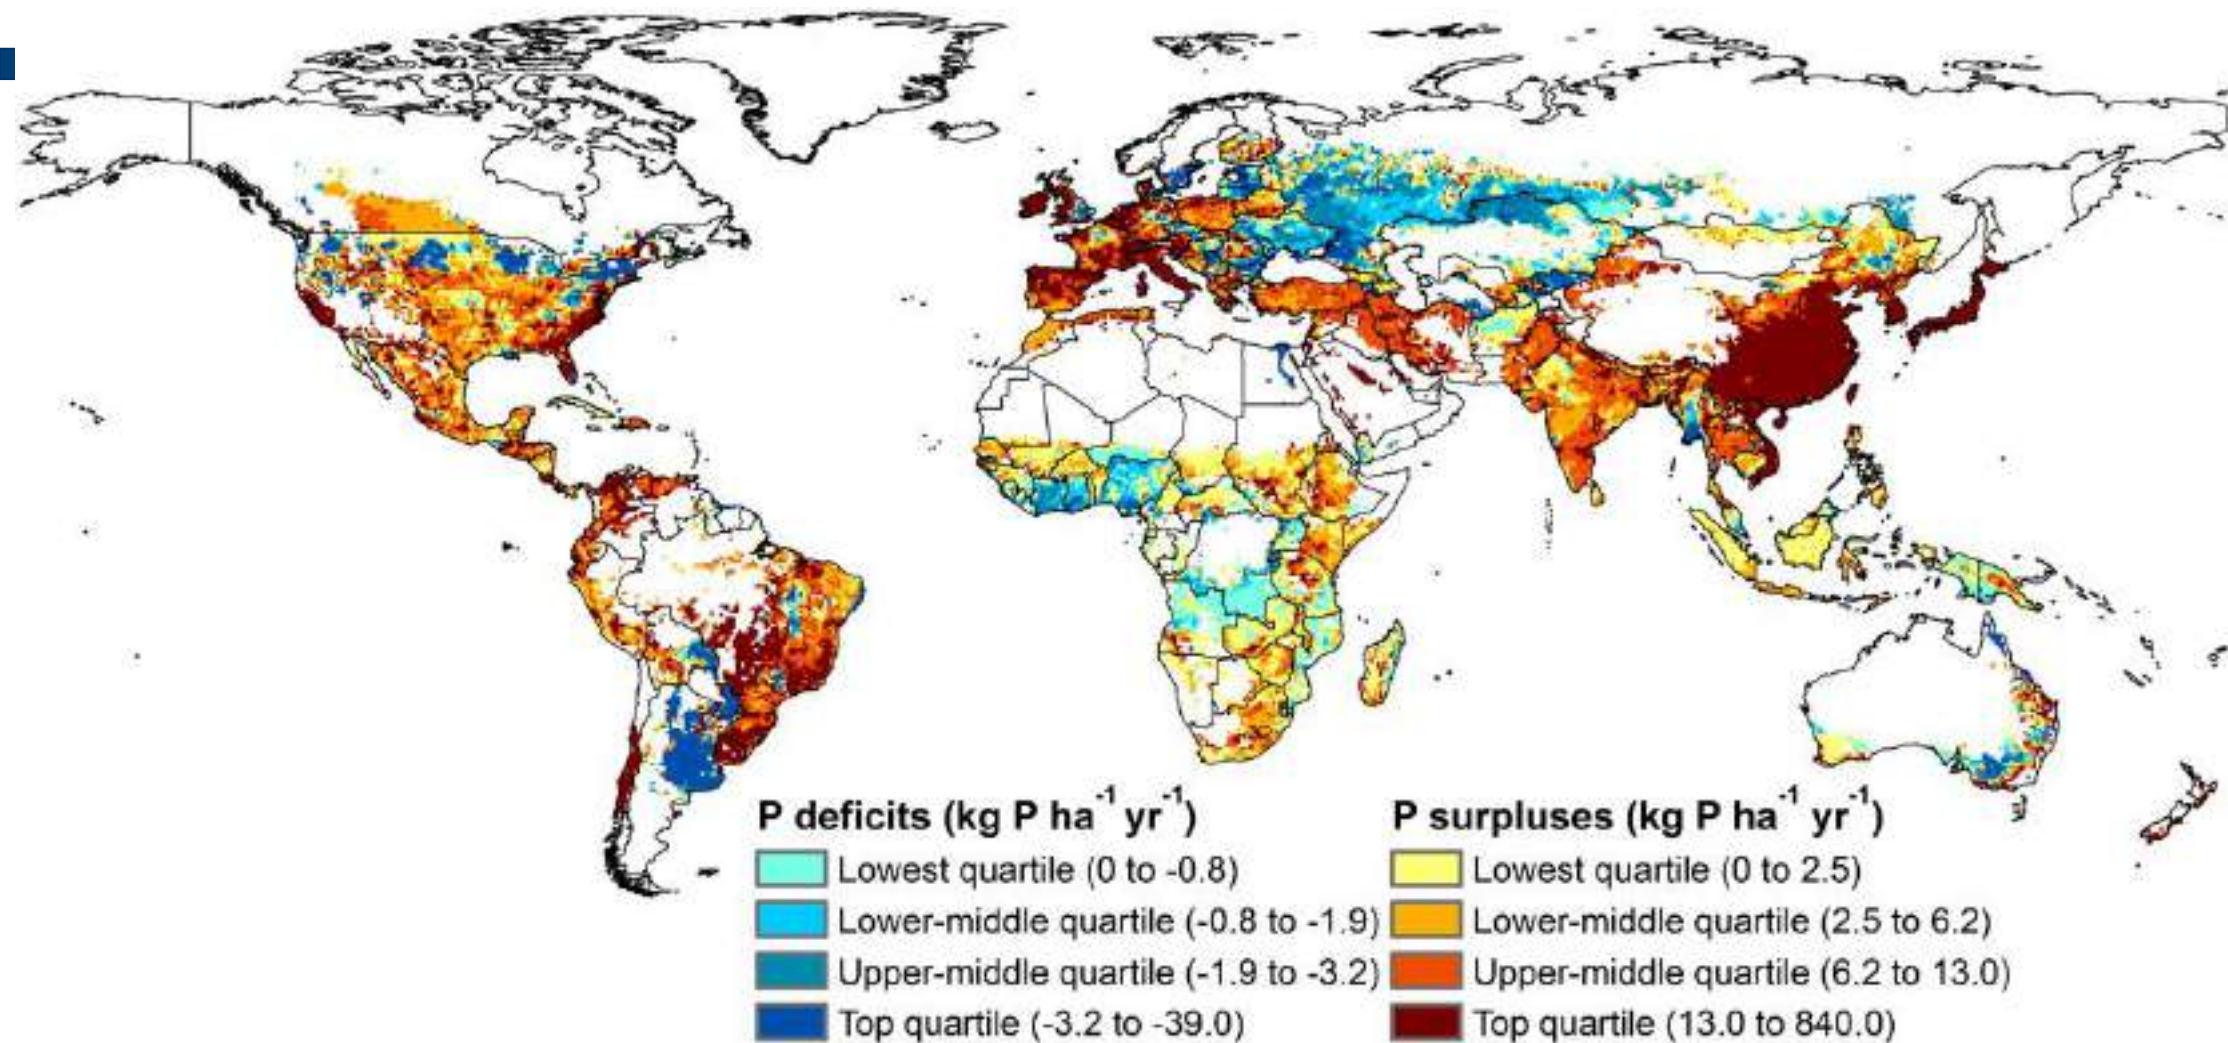 P deficits (kg P ha⁻¹ yr⁻¹)
Lowest quartile (0 to -0.8)
Lower-middle quartile (-0.8 to -1.9)
Upper-middle quartile (-1.9 to -3.2)
Top quartile (-3.2 to -39.0)
P surpluses (kg P ha⁻¹ yr⁻¹)
Lowest quartile (0 to 2.5)
Lower-middle quartile (2.5 to 6.2)
Upper-middle quartile (6.2 to 13.0)
Top quartile (13.0 to 840.0)